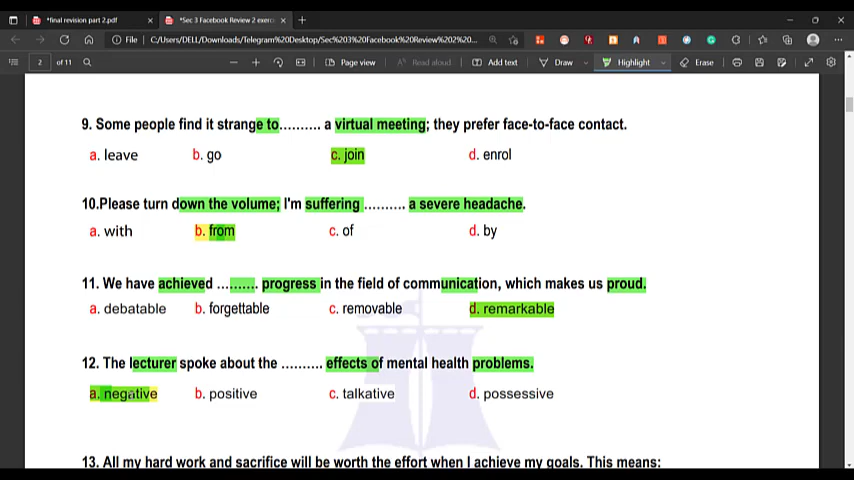 *final revision part 2.pdf
*Sec 3 Facebook Review 2 exerc
File
C:/Users/DELL/Downloads/Telegram%20Desktop/Sec%203%20Facebook%20Review%202%20...
2 of 11
Page view
Read aloud
Add text
Draw
Highlight
Erase
9. Some people find it strange to.......... a virtual meeting; they prefer face-to-face contact.
a. leave b. go c. join d. enrol
10.Please turn down the volume; I'm suffering .......... a severe headache.
a. with b. from c. of d. by
11. We have achieved .......... progress in the field of communication, which makes us proud.
a. debatable b. forgettable c. removable d. remarkable
12. The lecturer spoke about the .......... effects of mental health problems.
a. negative b. positive c. talkative d. possessive
13. All my hard work and sacrifice will be worth the effort when I achieve my goals. This means: